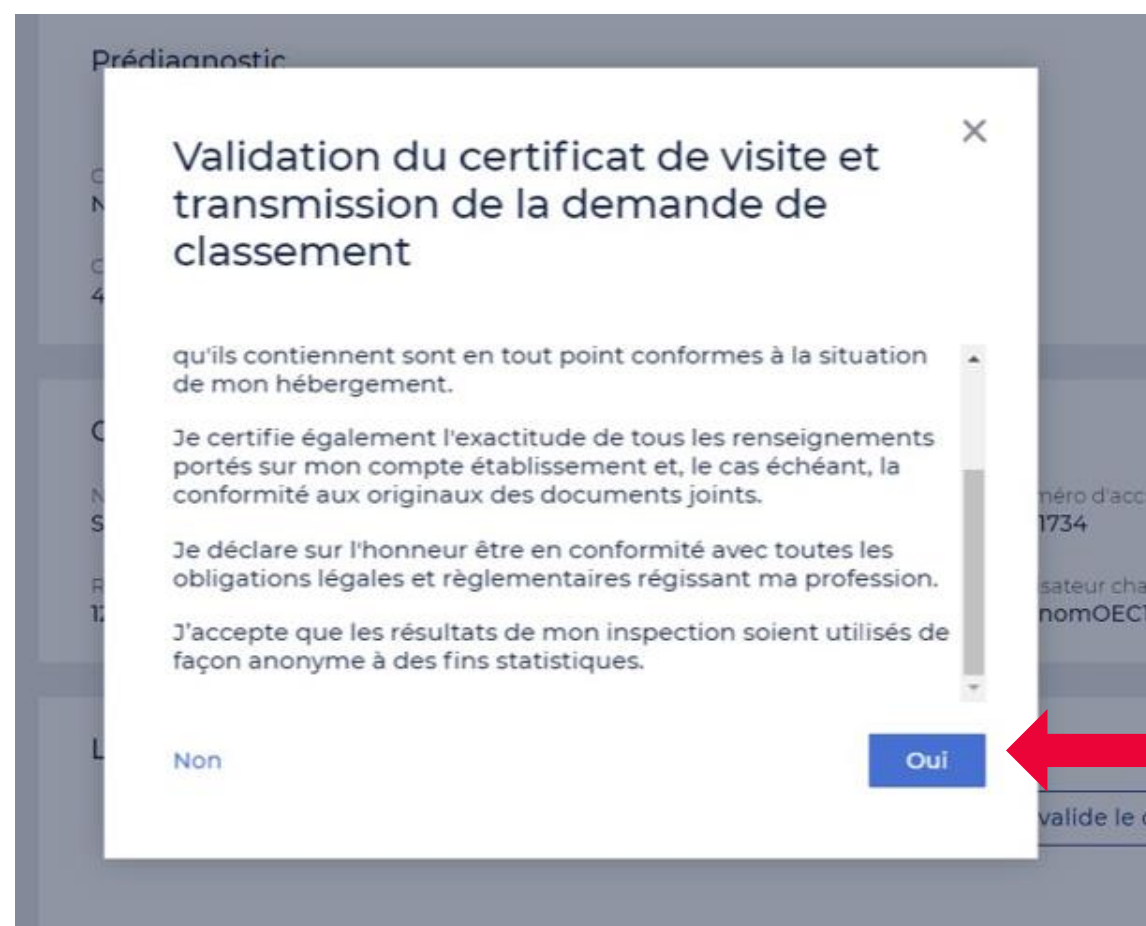 Prédiagnostic
Validation du certificat de visite et
transmission de la demande de
classement
qu'ils contiennent sont en tout point conformes à la situation
de mon hébergement.
Je certifie également l'exactitude de tous les renseignements
portés sur mon compte établissement et, le cas échéant, la
conformité aux originaux des documents joints.
Je déclare sur l'honneur être en conformité avec toutes les
obligations légales et règlementaires régissant ma profession.
J'accepte que les résultats de mon inspection soient utilisés de
façon anonyme à des fins statistiques.
Non
Oui
méro d'acc
1734
isateur cha
nomOEC1
valide le